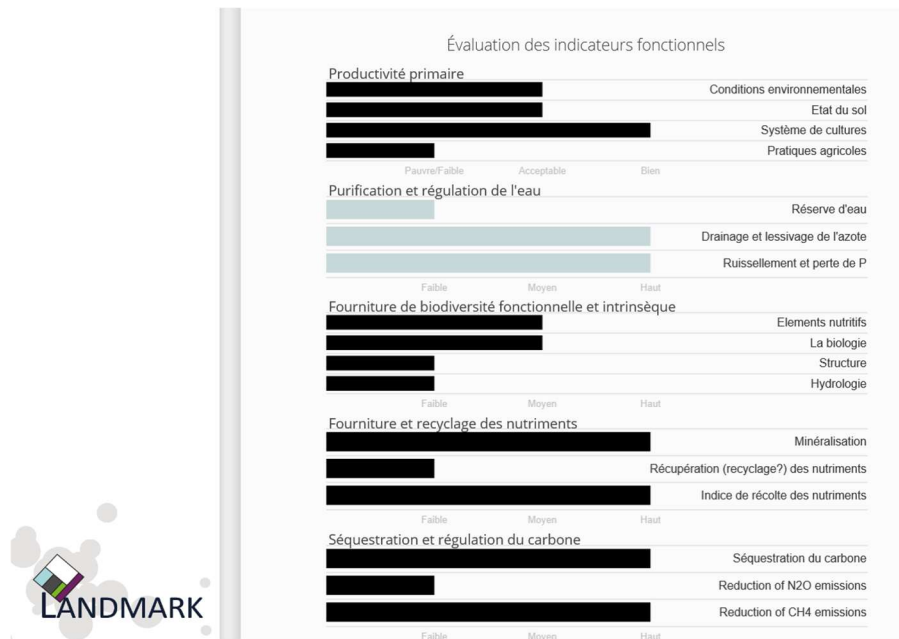 Évaluation des indicateurs fonctionnels
Productivité primaire
Conditions environnementales
Etat du sol
Système de cultures
Pratiques agricoles
Pauvre/Faible Acceptable Bien
Purification et régulation de l'eau
Réserve d'eau
Drainage et lessivage de l'azote
Ruissellement et perte de P
Faible Moyen Haut
Fourniture de biodiversité fonctionnelle et intrinsèque
Elements nutritifs
La biologie
Structure
Hydrologie
Faible Moyen Haut
Fourniture et recyclage des nutriments
Minéralisation
Récupération (recyclage?) des nutriments
Indice de récolte des nutriments
Faible Moyen Haut
Séquestration et régulation du carbone
Séquestration du carbone
Reduction of N2O emissions
Reduction of CH4 emissions
Faible Moyen Haut
LANDMARK